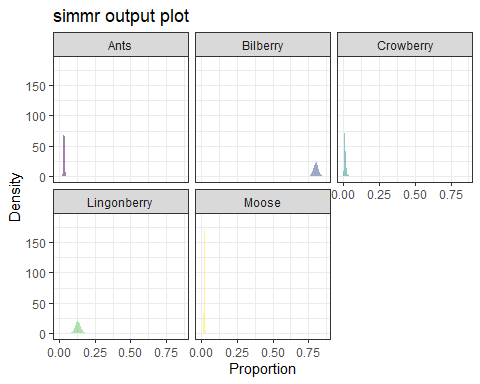 simmr output plot
Ants Bilberry Crowberry
150
100
50
0
0.00 0.25 0.50 0.75
Density
Lingonberry Moose
150
100
50
0
0.00 0.25 0.50 0.75 0.00 0.25 0.50 0.75
Proportion